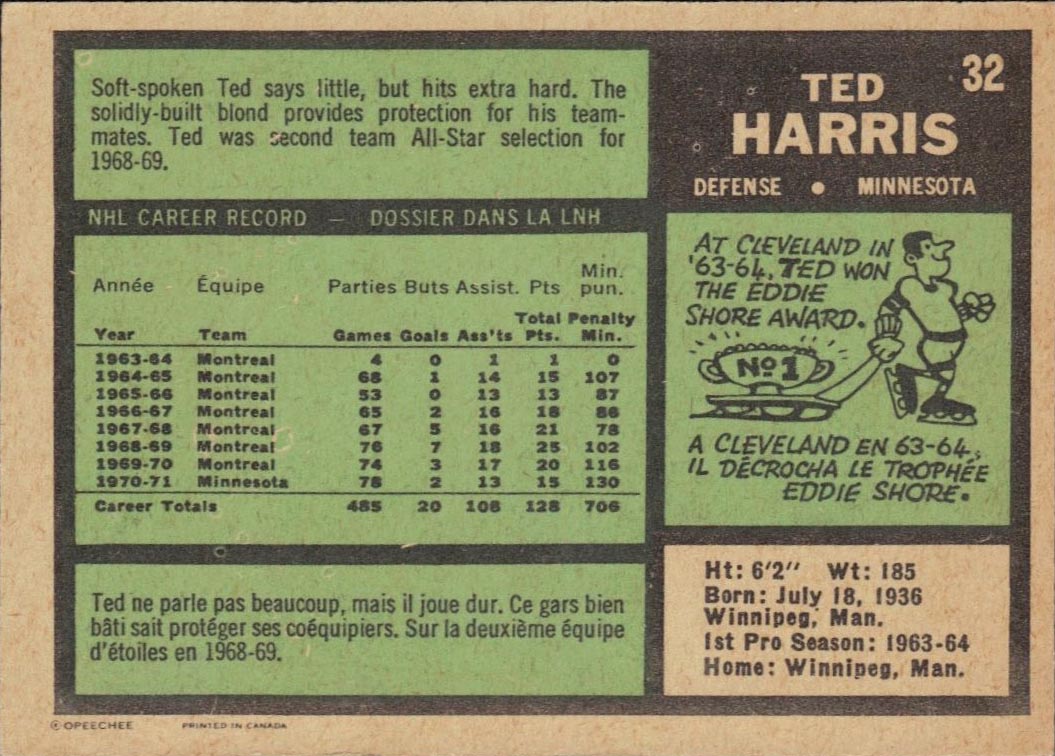 32
TED
HARRIS
DEFENSE • MINNESOTA
Soft-spoken Ted says little, but hits extra hard. The
solidly-built blond provides protection for his team-
mates. Ted was second team All-Star selection for
1968-69.
NHL CAREER RECORD — DOSSIER DANS LA LNH
Année Équipe Parties Buts Assist. Pts Min. pun.
Year Team Games Goals Ass'ts Total Pts. Penalty Min.
1963-64 Montreal 4 0 1 1 0
1964-65 Montreal 68 1 14 15 107
1965-66 Montreal 53 0 13 13 87
1966-67 Montreal 65 2 16 18 86
1967-68 Montreal 67 5 16 21 78
1968-69 Montreal 76 7 18 25 102
1969-70 Montreal 74 3 17 20 116
1970-71 Minnesota 78 2 13 15 130
Career Totals 485 20 108 128 706
Ted ne parle pas beaucoup, mais il joue dur. Ce gars bien
bâti sait protéger ses coéquipiers. Sur la deuxième équipe
d'étoiles en 1968-69.
AT CLEVELAND IN
'63-64, TED WON
THE EDDIE
SHORE AWARD.
Nº1
A CLEVELAND EN 63-64,
IL DÉCROCHA LE TROPHÉE
EDDIE SHORE.
Ht: 6'2" Wt: 185
Born: July 18, 1936
Winnipeg, Man.
1st Pro Season: 1963-64
Home: Winnipeg, Man.
© OPEECHEE PRINTED IN CANADA